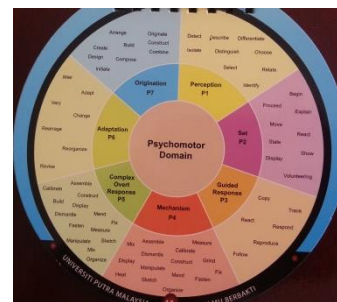 Psychomotor
Domain
Perception
P1
Detect
Describe
Differentiate
Isolate
Distinguish
Choose
Select
Relate
Identify
Set
P2
Begin
Proceed
Explain
Move
React
State
Show
Display
Volunteering
Guided
Response
P3
Copy
Trace
React
Respond
Reproduce
Follow
Mechanism
P4
Assemble
Measure
Mix
Calibrate
Fix
Dismantle
Construct
Grind
Display
Manipulate
Mend
Fasten
Heat
Sketch
Organize
Complex
Overt
Response
P5
Calibrate
Assemble
Build
Construct
Display
Dismantle
Mend
Fix
Fasten
Measure
Manipulate
Sketch
Mix
Organize
Adaptation
P6
Alter
Adapt
Vary
Change
Rearrange
Reorganize
Revise
Origination
P7
Arrange
Originate
Build
Construct
Create
Combine
Design
Compose
Initiate
UNIVERSITI PUTRA MALAYSIA
BERBAKTI